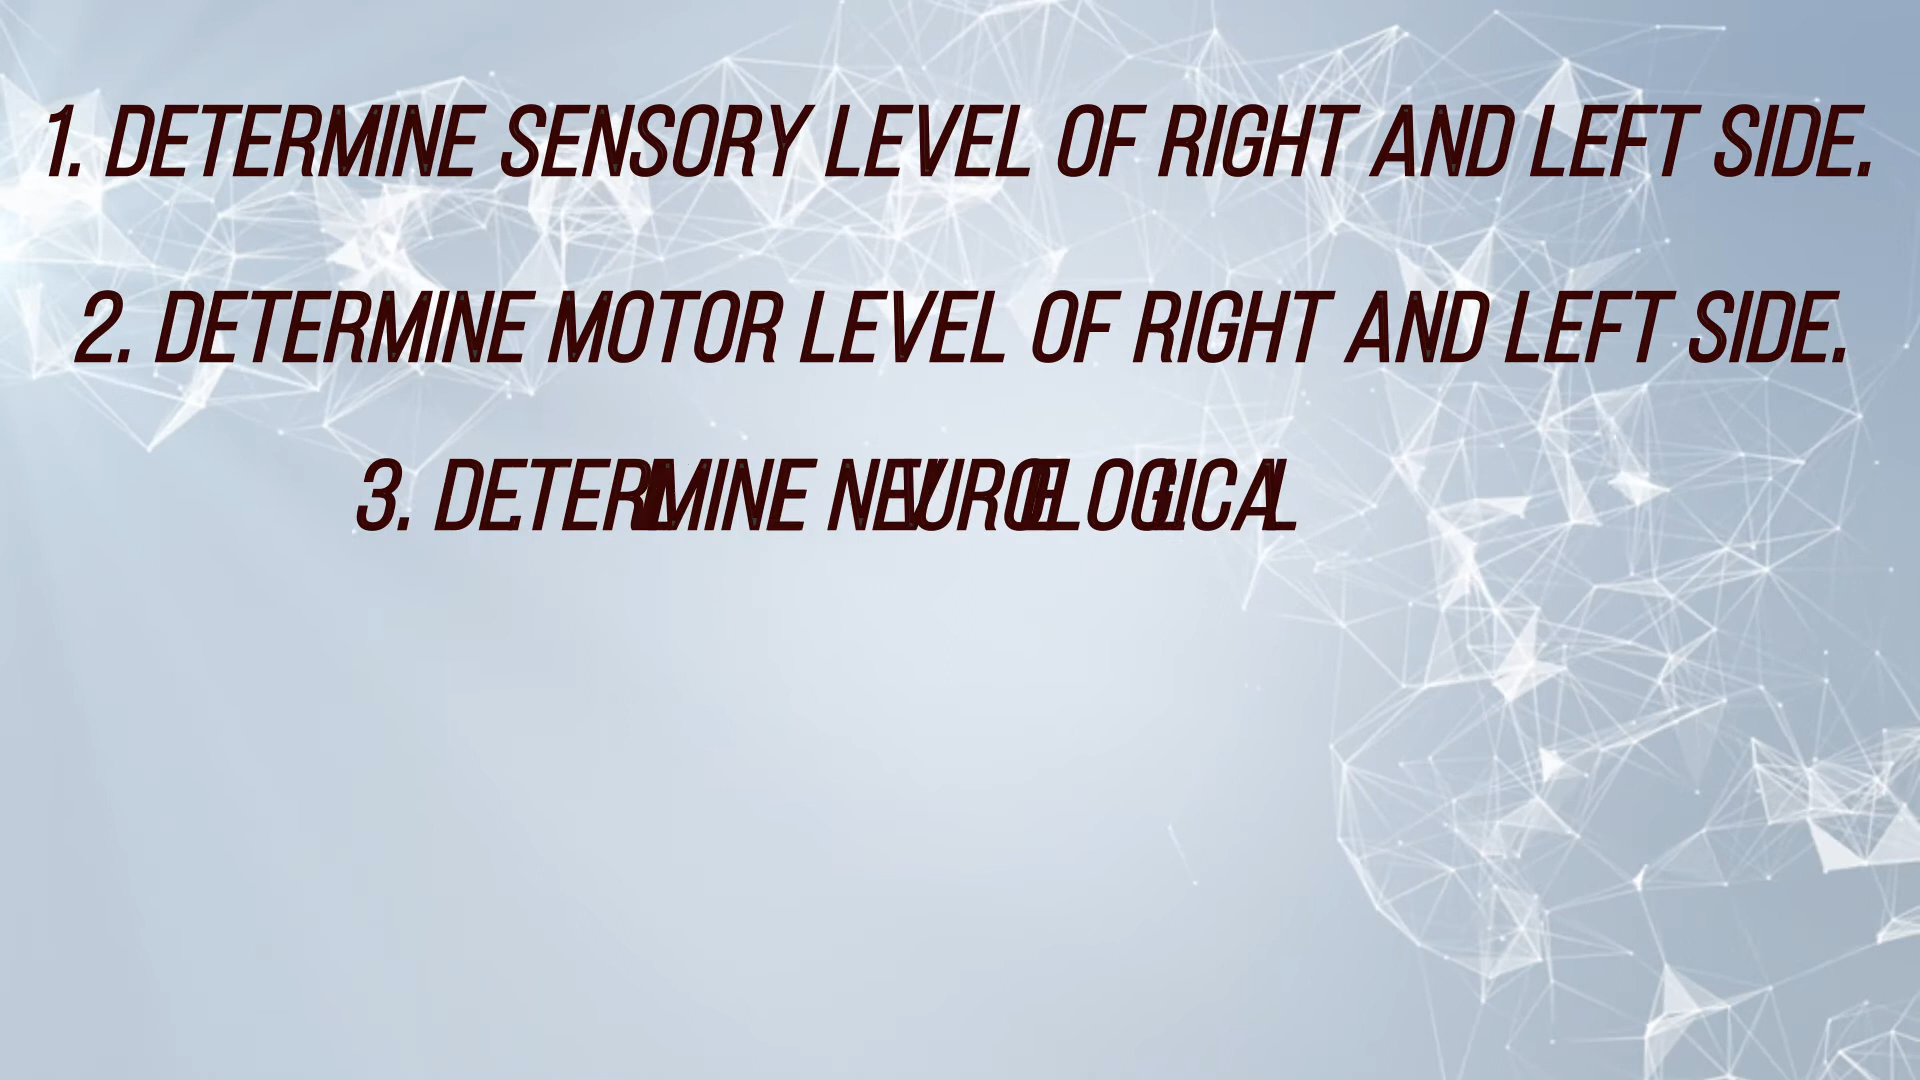 1. DETERMINE SENSORY LEVEL OF RIGHT AND LEFT SIDE.
2. DETERMINE MOTOR LEVEL OF RIGHT AND LEFT SIDE.
3. DETERMINE NEUROLOGICAL